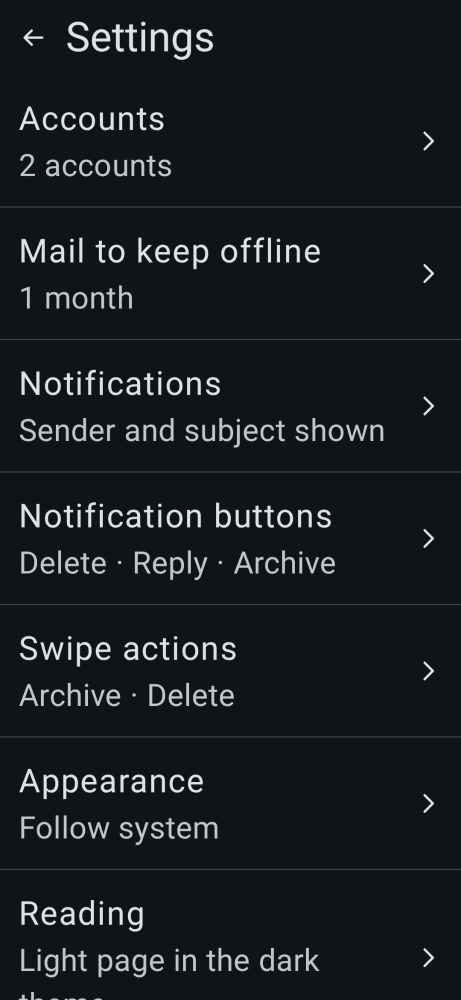 Settings
Accounts
2 accounts
Mail to keep offline
1 month
Notifications
Sender and subject shown
Notification buttons
Delete · Reply · Archive
Swipe actions
Archive · Delete
Appearance
Follow system
Reading
Light page in the dark
theme